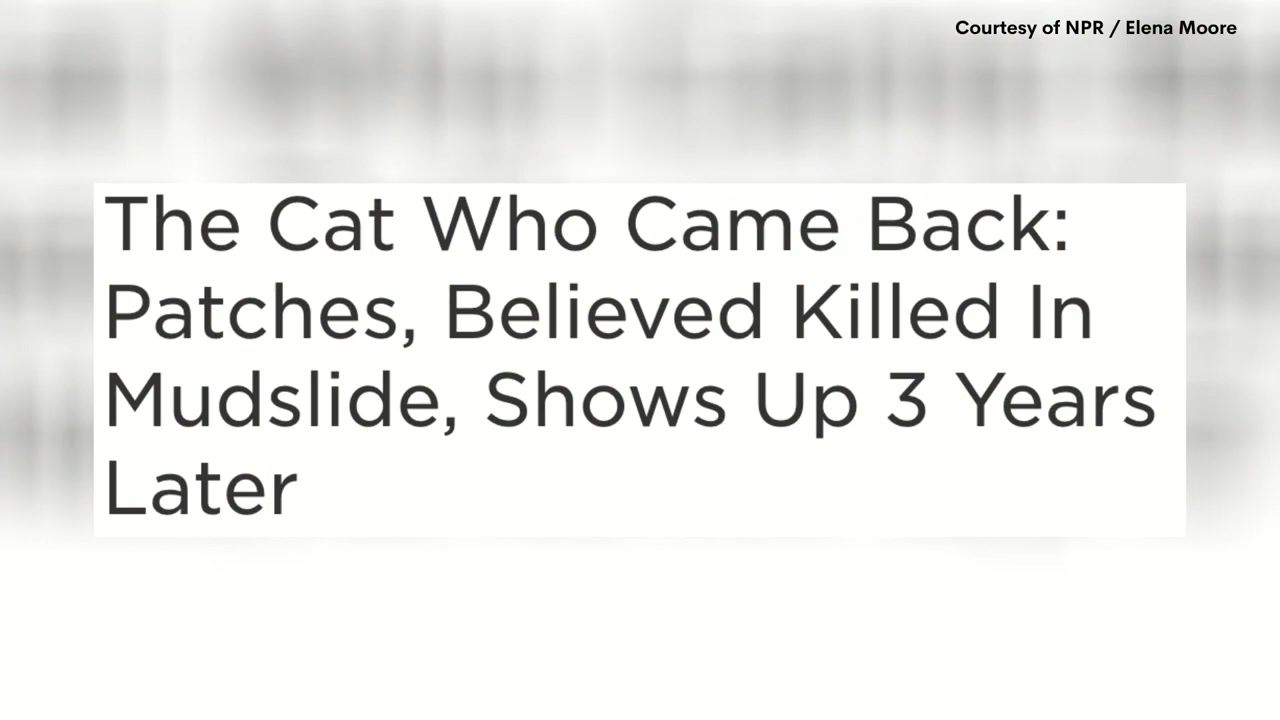 Courtesy of NPR / Elena Moore
The Cat Who Came Back:
Patches, Believed Killed In
Mudslide, Shows Up 3 Years
Later